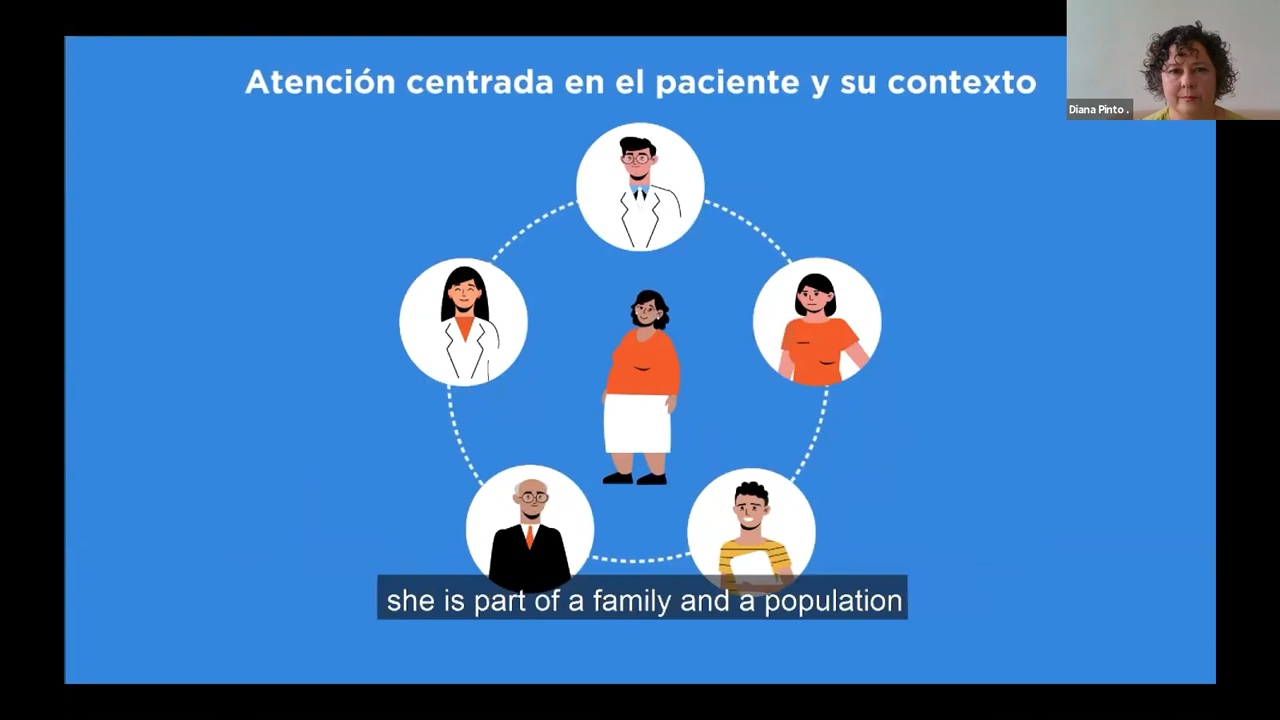 Atención centrada en el paciente y su contexto
Diana Pinto .
she is part of a family and a population